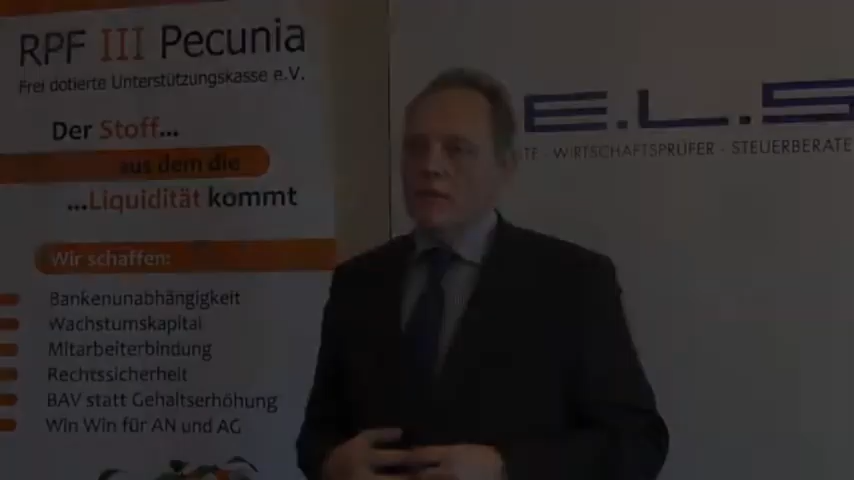 RPF III Pecunia
Frei dotierte Unterstützungskasse e.V.
Der Stoff...
aus dem die
...Liquidität kommt
Wir schaffen:
Bankenunabhängigkeit
Wachstumskapital
Mitarbeiterbindung
Rechtssicherheit
BAV statt Gehaltserhöhung
Win Win für AN und AG
E.L.S
WIRTSCHAFTSPRÜFER · STEUERBERATE